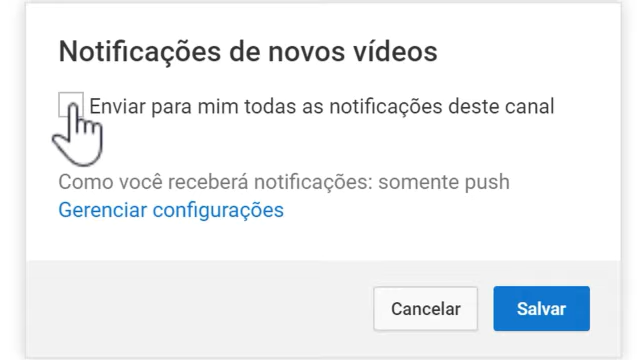 Notificações de novos vídeos
Enviar para mim todas as notificações deste canal
Como você receberá notificações: somente push
Gerenciar configurações
Cancelar
Salvar